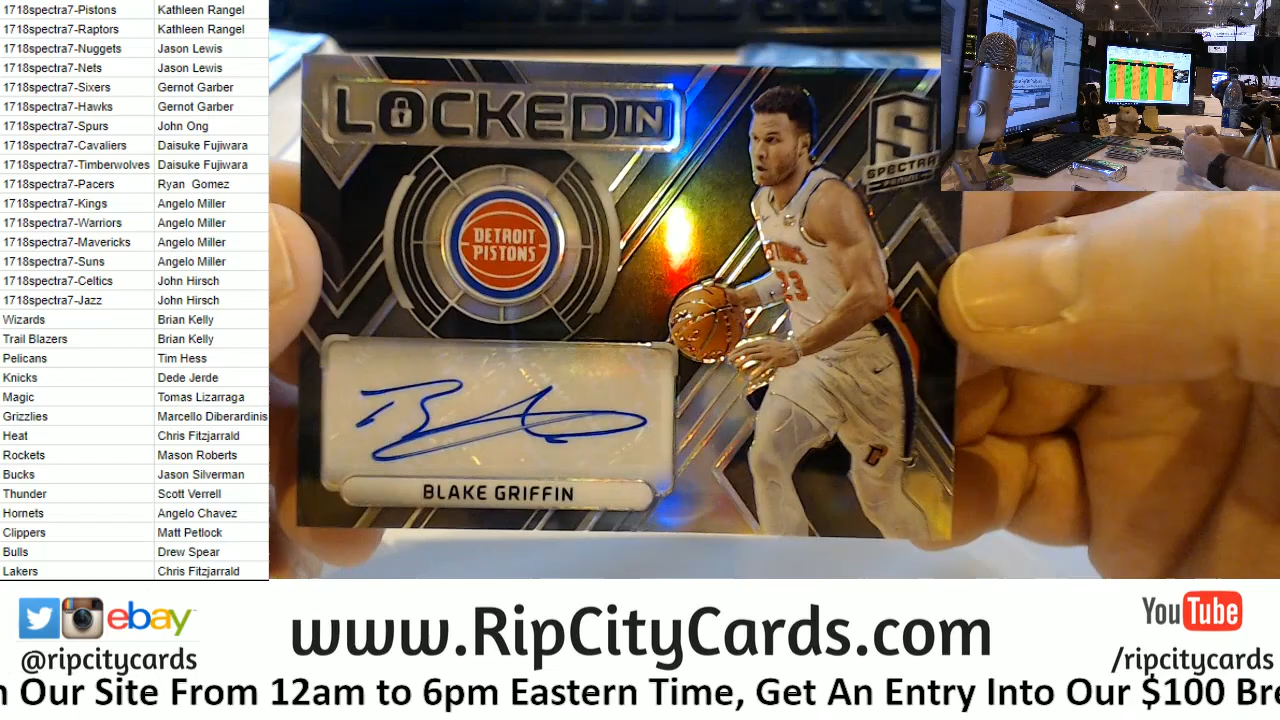 1718spectra7-Pistons Kathleen Rangel
1718spectra7-Raptors Kathleen Rangel
1718spectra7-Nuggets Jason Lewis
1718spectra7-Nets Jason Lewis
1718spectra7-Sixers Gernot Garber
1718spectra7-Hawks Gernot Garber
1718spectra7-Spurs John Ong
1718spectra7-Cavaliers Daisuke Fujiwara
1718spectra7-Timberwolves Daisuke Fujiwara
1718spectra7-Pacers Ryan Gomez
1718spectra7-Kings Angelo Miller
1718spectra7-Warriors Angelo Miller
1718spectra7-Mavericks Angelo Miller
1718spectra7-Suns Angelo Miller
1718spectra7-Celtics John Hirsch
1718spectra7-Jazz John Hirsch
Wizards Brian Kelly
Trail Blazers Brian Kelly
Pelicans Tim Hess
Knicks Dede Jerde
Magic Tomas Lizarraga
Grizzlies Marcello Diberardinis
Heat Chris Fitzjarrald
Rockets Mason Roberts
Bucks Jason Silverman
Thunder Scott Verrell
Hornets Angelo Chavez
Clippers Matt Petlock
Bulls Drew Spear
Lakers Chris Fitzjarrald
LOCKED IN
S
SPECTRA
PANINI
DETROIT
PISTONS
23
BLAKE GRIFFIN
ebay
@ripcitycards
www.RipCityCards.com
YouTube
/ripcitycards
n Our Site From 12am to 6pm Eastern Time, Get An Entry Into Our $100 Bre